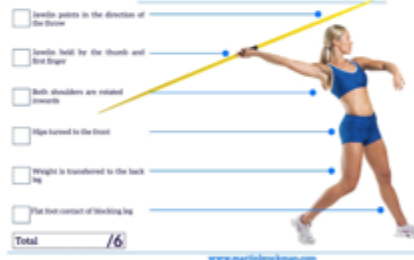 Javelin points in the direction of
the throw
Javelin held by the thumb and
first finger
Both shoulders are rotated
inwards
Hips turned to the front
Weight is transferred to the back
leg
Flat foot contact of blocking leg
Total /6
www.martinbrockman.com